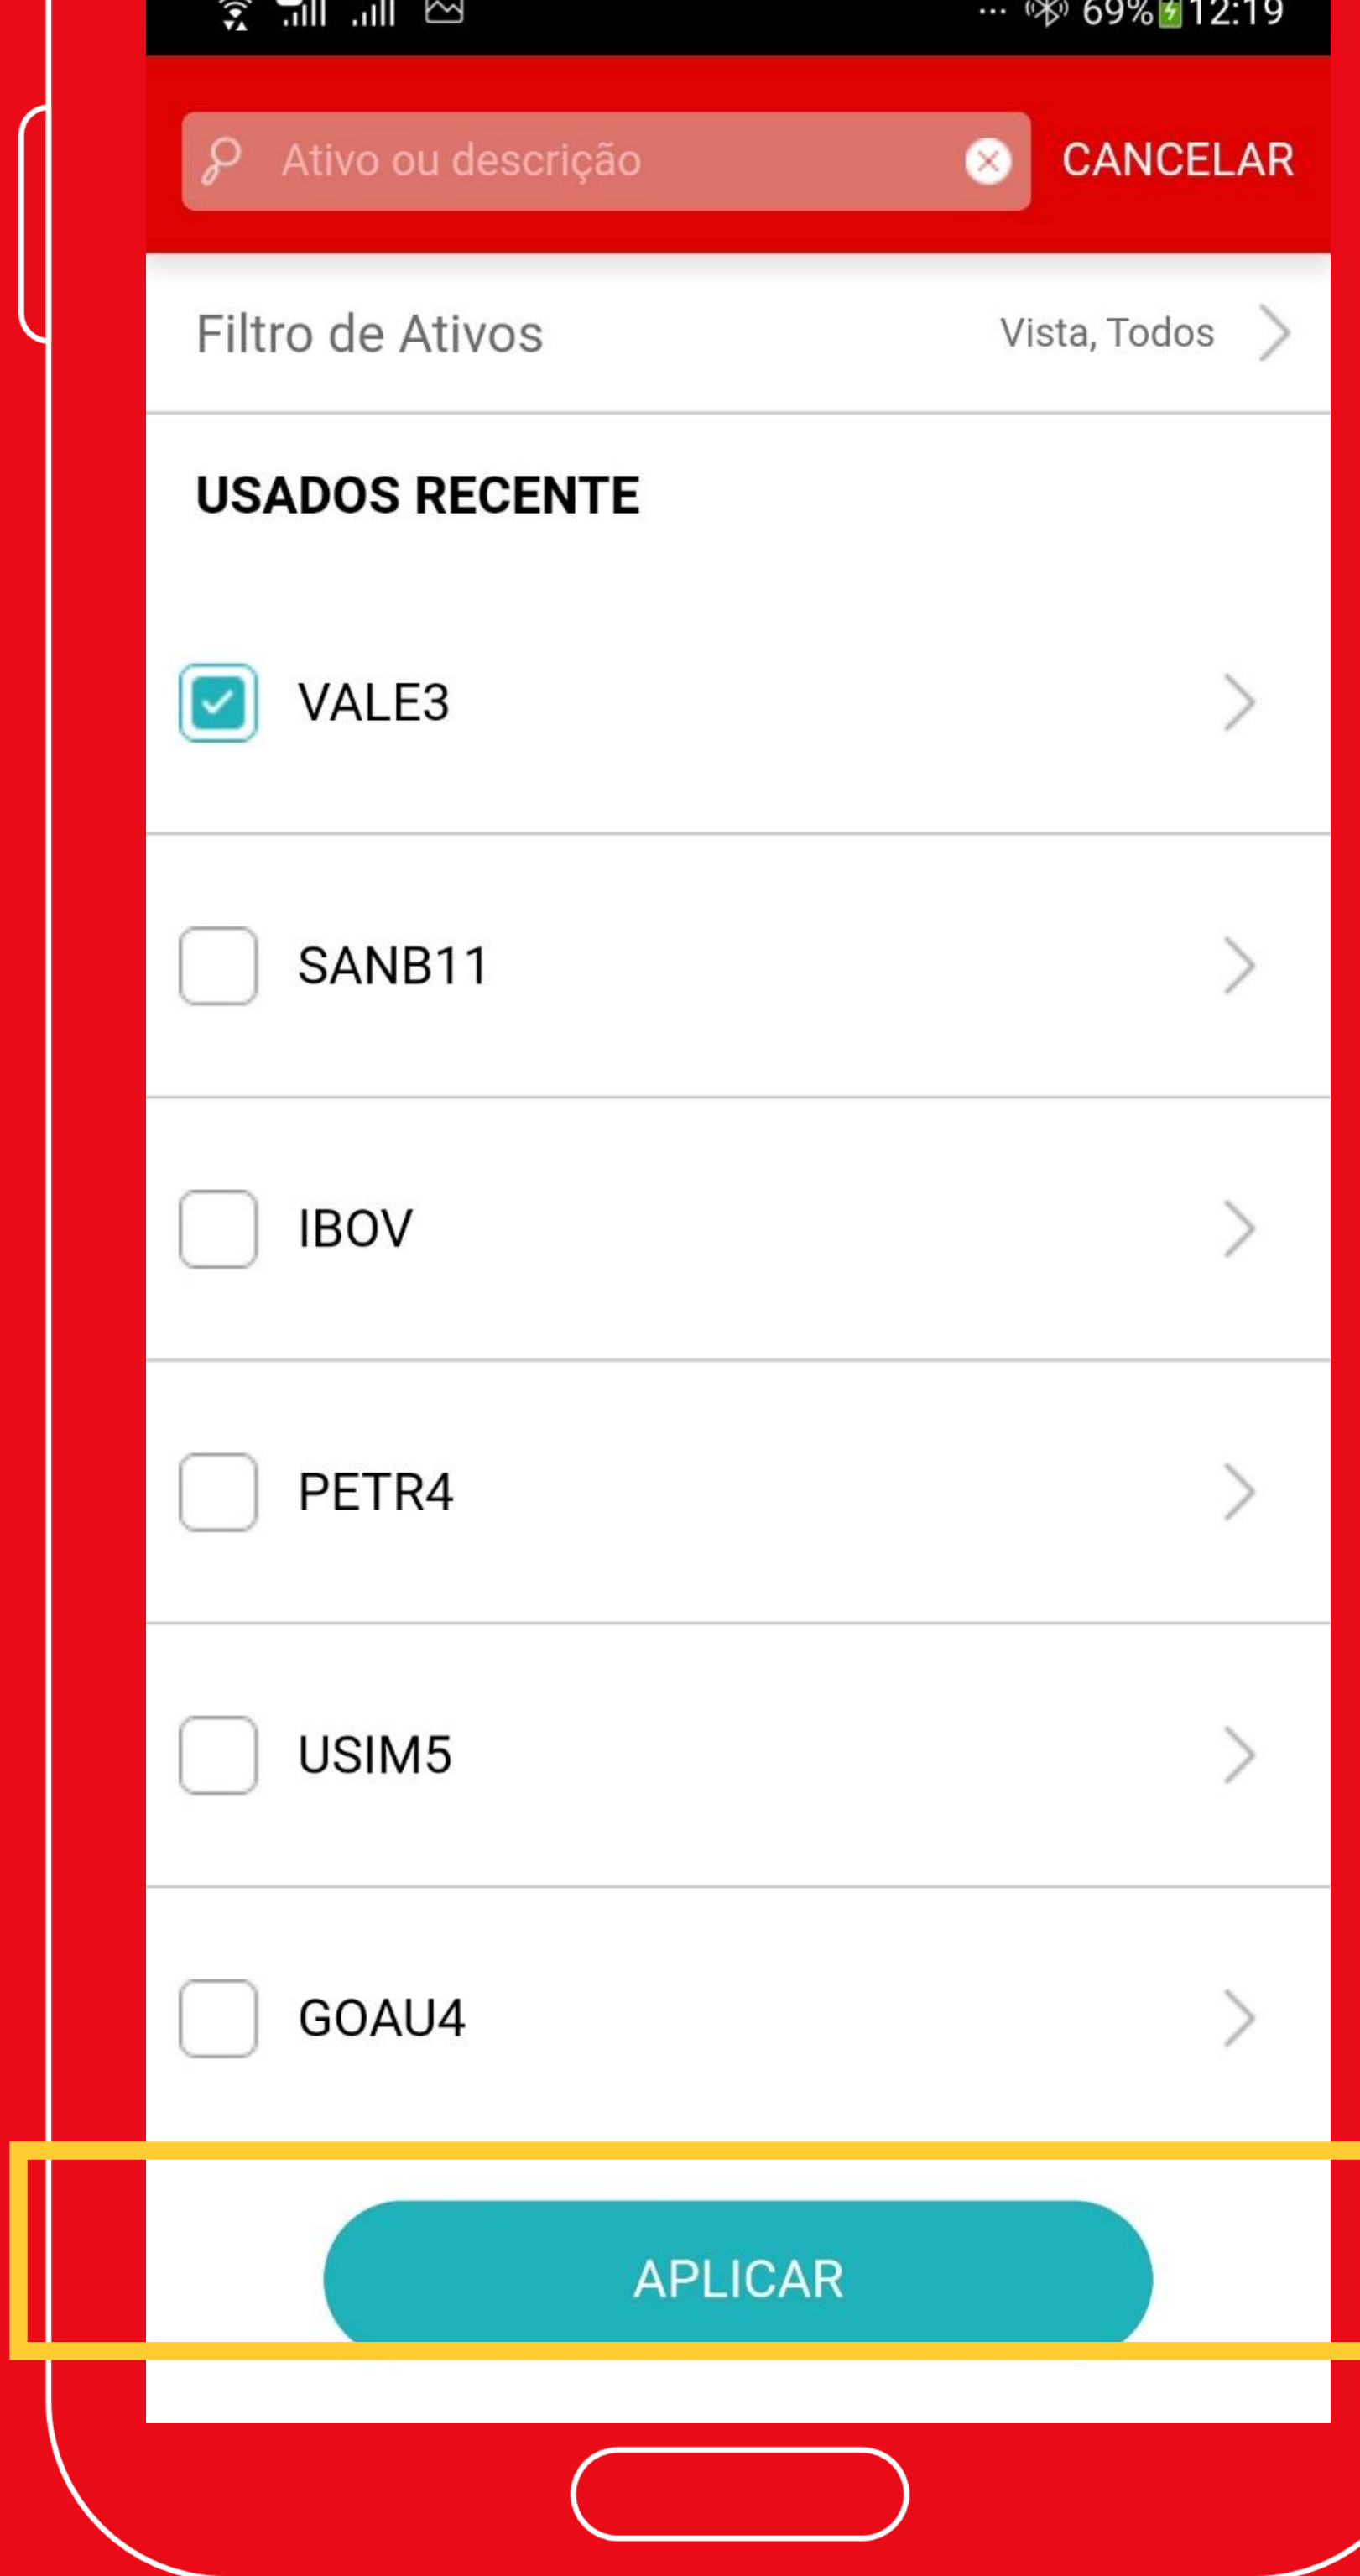 ... 69% 12:19
Ativo ou descrição CANCELAR
Filtro de Ativos Vista, Todos
USADOS RECENTE
VALE3
SANB11
IBOV
PETR4
USIM5
GOAU4
APLICAR